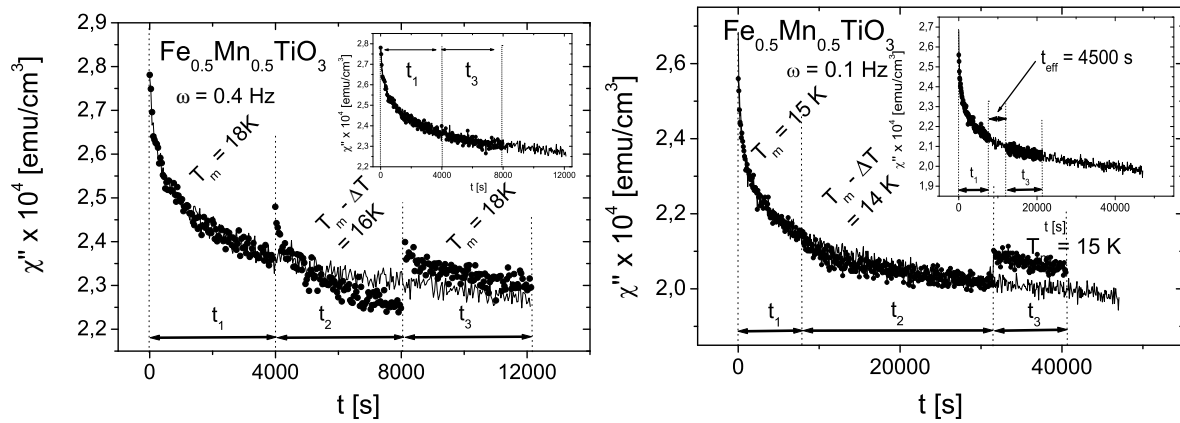 Fe0.5Mn0.5TiO3
ω = 0.4 Hz
Tm = 18K
Tm - ΔT = 16K
Tm = 18K
t1
t2
t3
2,9
2,8
2,7
2,6
2,5
2,4
2,3
2,2
χ" x 10^4 [emu/cm^3]
0
4000
8000
12000
t [s]
t1
t3
2,8
2,7
2,6
2,5
2,4
2,3
2,2
χ" x 10^4 [emu/cm^3]
0
4000
8000
12000
t [s]
Fe0.5Mn0.5TiO3
ω = 0.1 Hz
Tm = 15 K
Tm - ΔT
= 14 K
Tm = 15 K
t1
t2
t3
2,6
2,4
2,2
2,0
χ" x 10^4 [emu/cm^3]
0
20000
40000
t [s]
teff = 4500 s
t1
t3
2,7
2,6
2,5
2,4
2,3
2,2
2,1
2,0
1,9
χ" x 10^4 [emu/cm^3]
0
20000
40000
t [s]